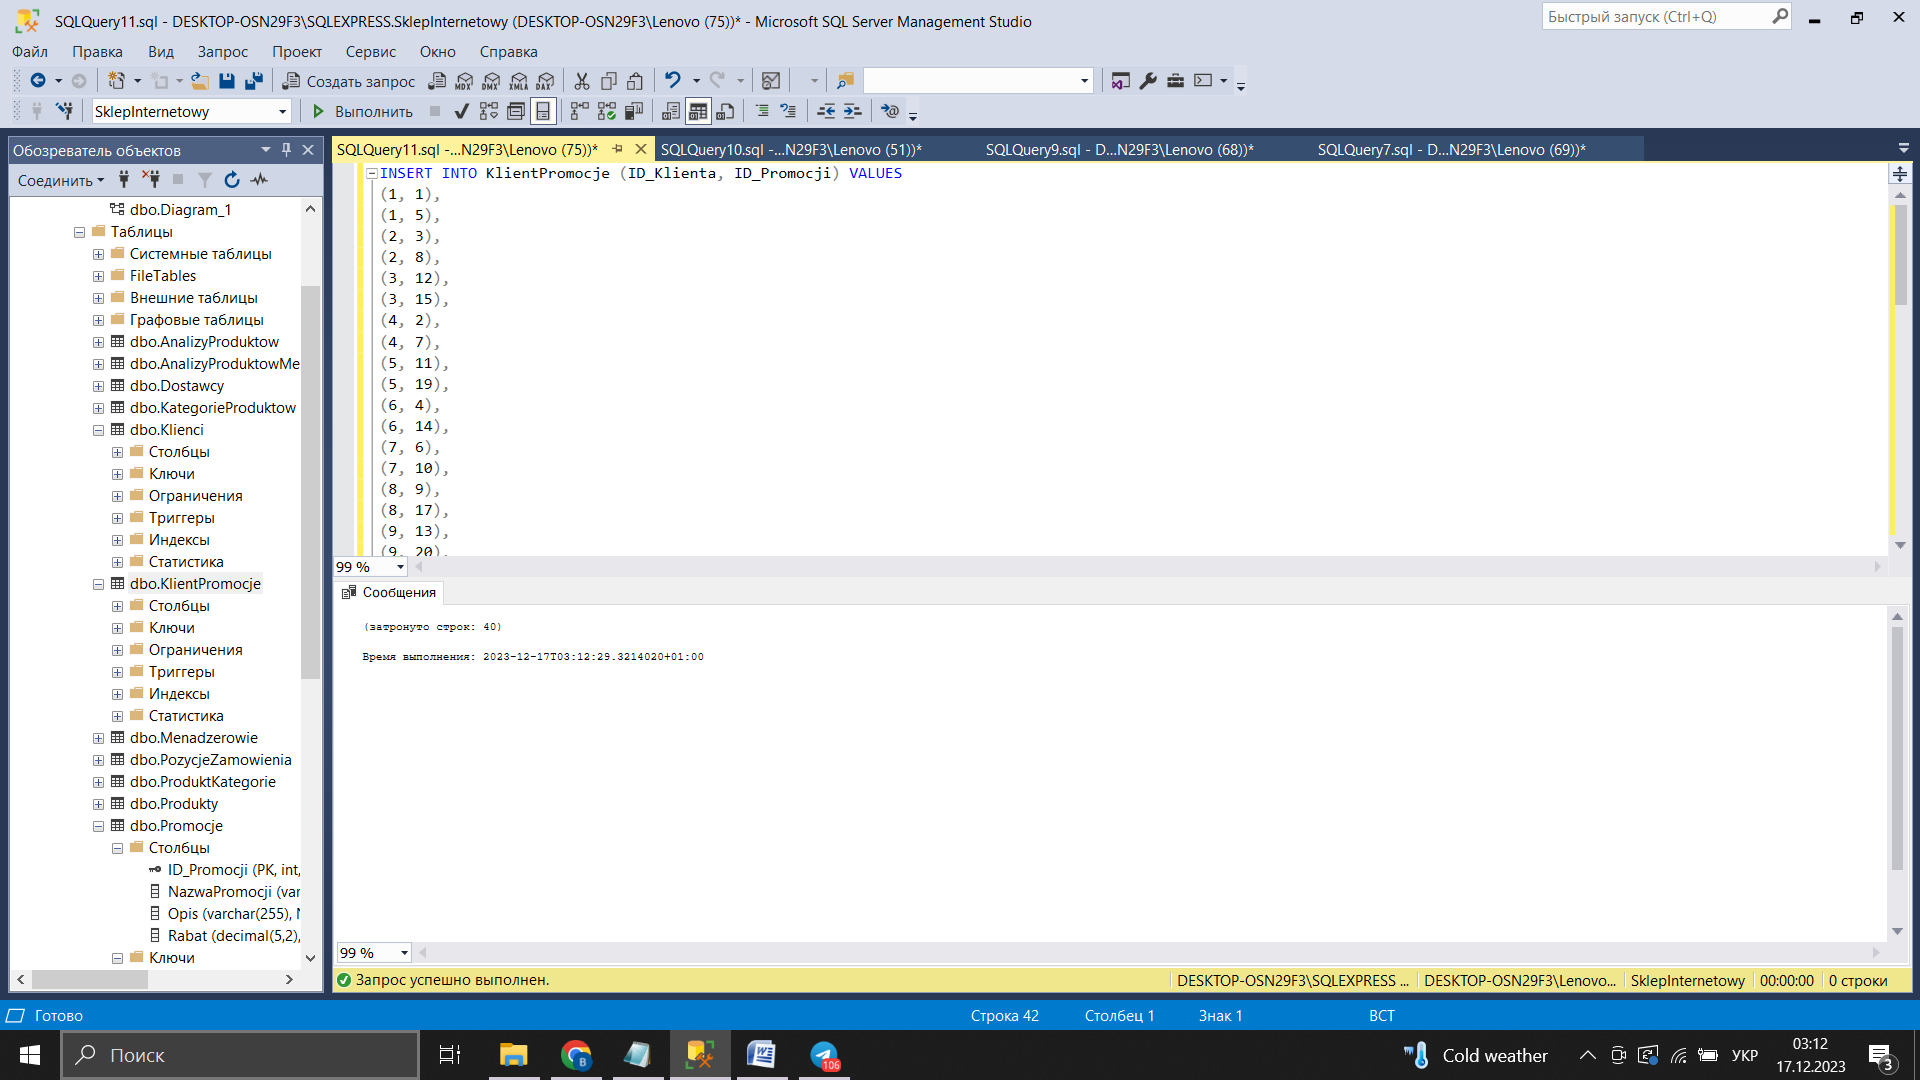 SQLQuery11.sql - DESKTOP-OSN29F3\SQLEXPRESS.SklepInternetowy (DESKTOP-OSN29F3\Lenovo (75))* - Microsoft SQL Server Management Studio
Быстрый запуск (Ctrl+Q)
Файл Правка Вид Запрос Проект Сервис Окно Справка
Создать запрос MDX DMX XMLA DAX
SklepInternetowy Выполнить
Обозреватель объектов
Соединить
dbo.Diagram_1
Таблицы
Системные таблицы
FileTables
Внешние таблицы
Графовые таблицы
dbo.AnalizyProduktow
dbo.AnalizyProduktowMe
dbo.Dostawcy
dbo.KategorieProduktow
dbo.Klienci
Столбцы
Ключи
Ограничения
Триггеры
Индексы
Статистика
dbo.KlientPromocje
Столбцы
Ключи
Ограничения
Триггеры
Индексы
Статистика
dbo.Menadzerowie
dbo.PozycjeZamowienia
dbo.ProduktKategorie
dbo.Produkty
dbo.Promocje
Столбцы
ID_Promocji (PK, int,
NazwaPromocji (var
Opis (varchar(255), N
Rabat (decimal(5,2),
Ключи
SQLQuery11.sql -...N29F3\Lenovo (75))* SQLQuery10.sql -...N29F3\Lenovo (51))* SQLQuery9.sql - D...N29F3\Lenovo (68))* SQLQuery7.sql - D...N29F3\Lenovo (69))*
INSERT INTO KlientPromocje (ID_Klienta, ID_Promocji) VALUES
(1, 1),
(1, 5),
(2, 3),
(2, 8),
(3, 12),
(3, 15),
(4, 2),
(4, 7),
(5, 11),
(5, 19),
(6, 4),
(6, 14),
(7, 6),
(7, 10),
(8, 9),
(8, 17),
(9, 13),
(9, 20),
99 %
Сообщения
(затронуто строк: 40)
Время выполнения: 2023-12-17T03:12:29.3214020+01:00
99 %
Запрос успешно выполнен. DESKTOP-OSN29F3\SQLEXPRESS ... DESKTOP-OSN29F3\Lenovo... SklepInternetowy 00:00:00 0 строки
Готово Строка 42 Столбец 1 Знак 1 ВСТ
Поиск 106 Cold weather УКР 03:12
17.12.2023 3